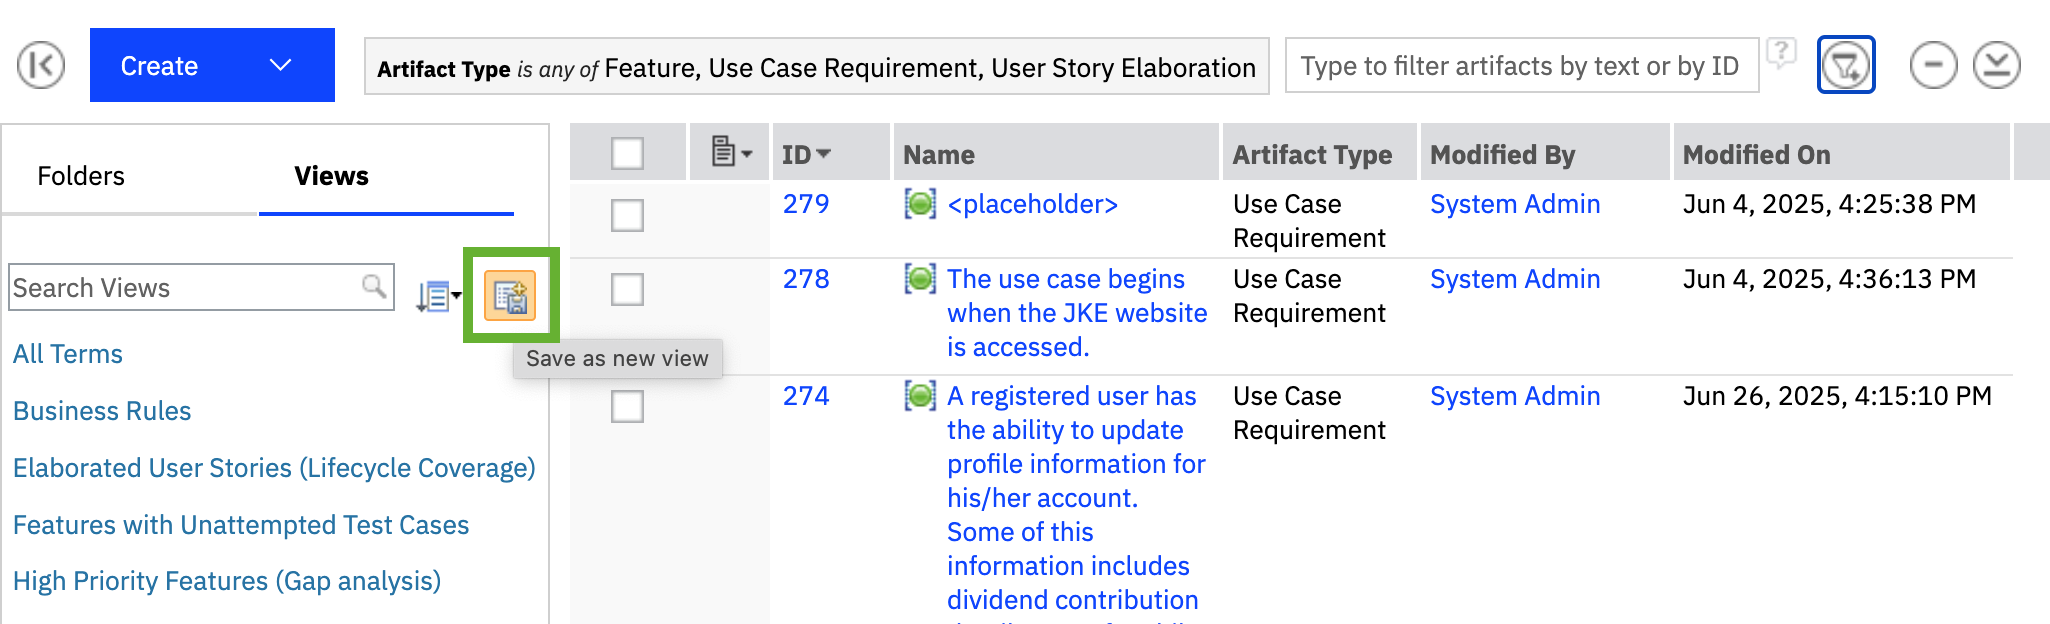 Create
Artifact Type is any of Feature, Use Case Requirement, User Story Elaboration
Type to filter artifacts by text or by ID
?
Folders
Views
Search Views
Save as new view
All Terms
Business Rules
Elaborated User Stories (Lifecycle Coverage)
Features with Unattempted Test Cases
High Priority Features (Gap analysis)
ID Name Artifact Type Modified By Modified On
279 <placeholder> Use Case System Admin Jun 4, 2025, 4:25:38 PM
Requirement
278 The use case begins Use Case System Admin Jun 4, 2025, 4:36:13 PM
when the JKE website Requirement
is accessed.
274 A registered user has Use Case System Admin Jun 26, 2025, 4:15:10 PM
the ability to update Requirement
profile information for
his/her account.
Some of this
information includes
dividend contribution